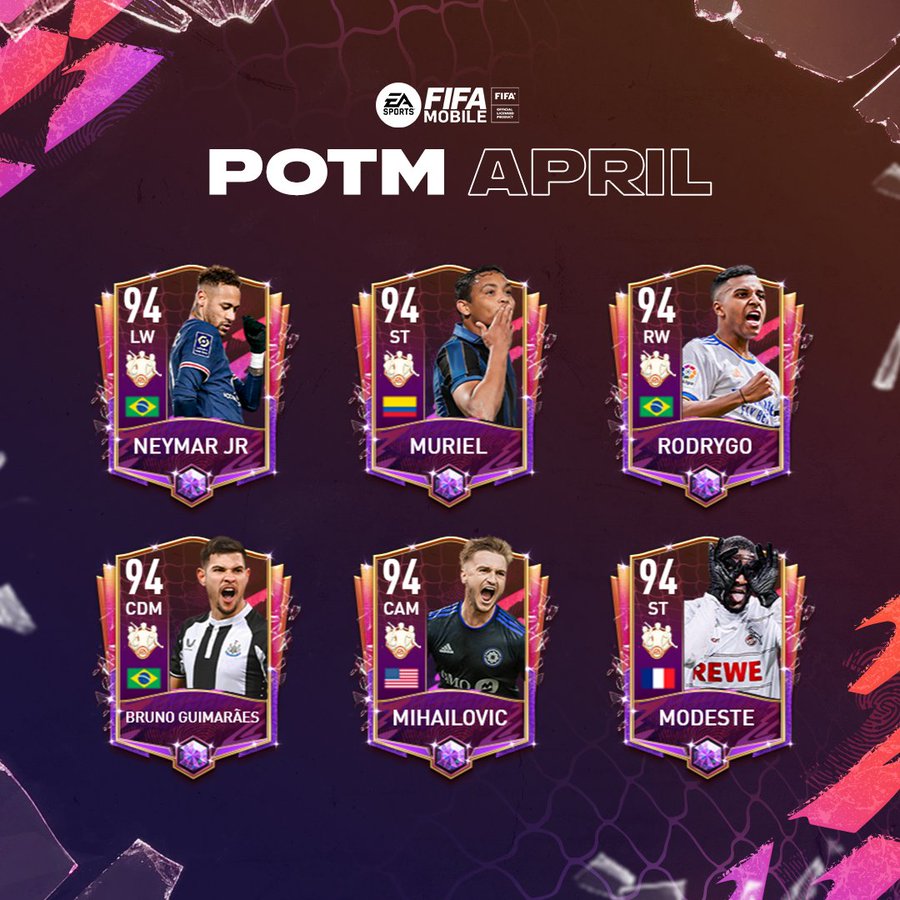 EA SPORTS
FIFA MOBILE
FIFA
OFFICIAL LICENSED PRODUCT
POTM APRIL
94
LW
NEYMAR JR
94
ST
MURIEL
94
RW
RODRYGO
94
CDM
BRUNO GUIMARÃES
94
CAM
MIHAILOVIC
94
ST
REWE
MODESTE